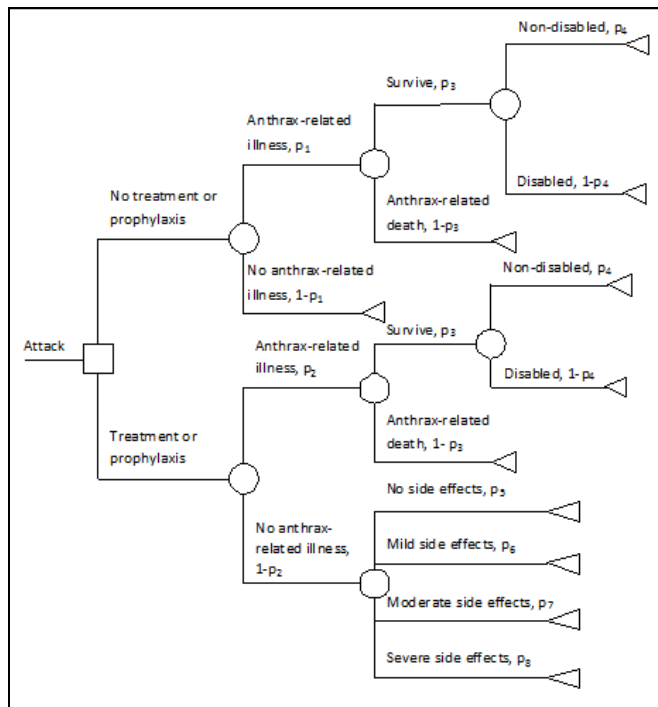 Non-disabled, p4
Survive, p3
Anthrax-related
illness, p1
Disabled, 1-p4
No treatment or
prophylaxis
Anthrax-related
death, 1-p3
No anthrax-related
illness, 1-p1
Non-disabled, p4
Survive, p3
Attack
Anthrax-related
illness, p2
Disabled, 1-p4
Anthrax-related
death, 1- p3
Treatment or
prophylaxis
No side effects, p5
No anthrax-
related illness,
1-p2
Mild side effects, p6
Moderate side effects, p7
Severe side effects, p8